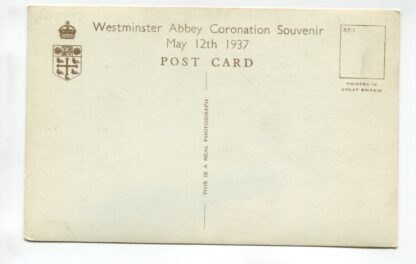 Westminster Abbey Coronation Souvenir
May 12th 1937
POST CARD
PRINTED IN
GREAT BRITAIN
THIS IS A REAL PHOTOGRAPH